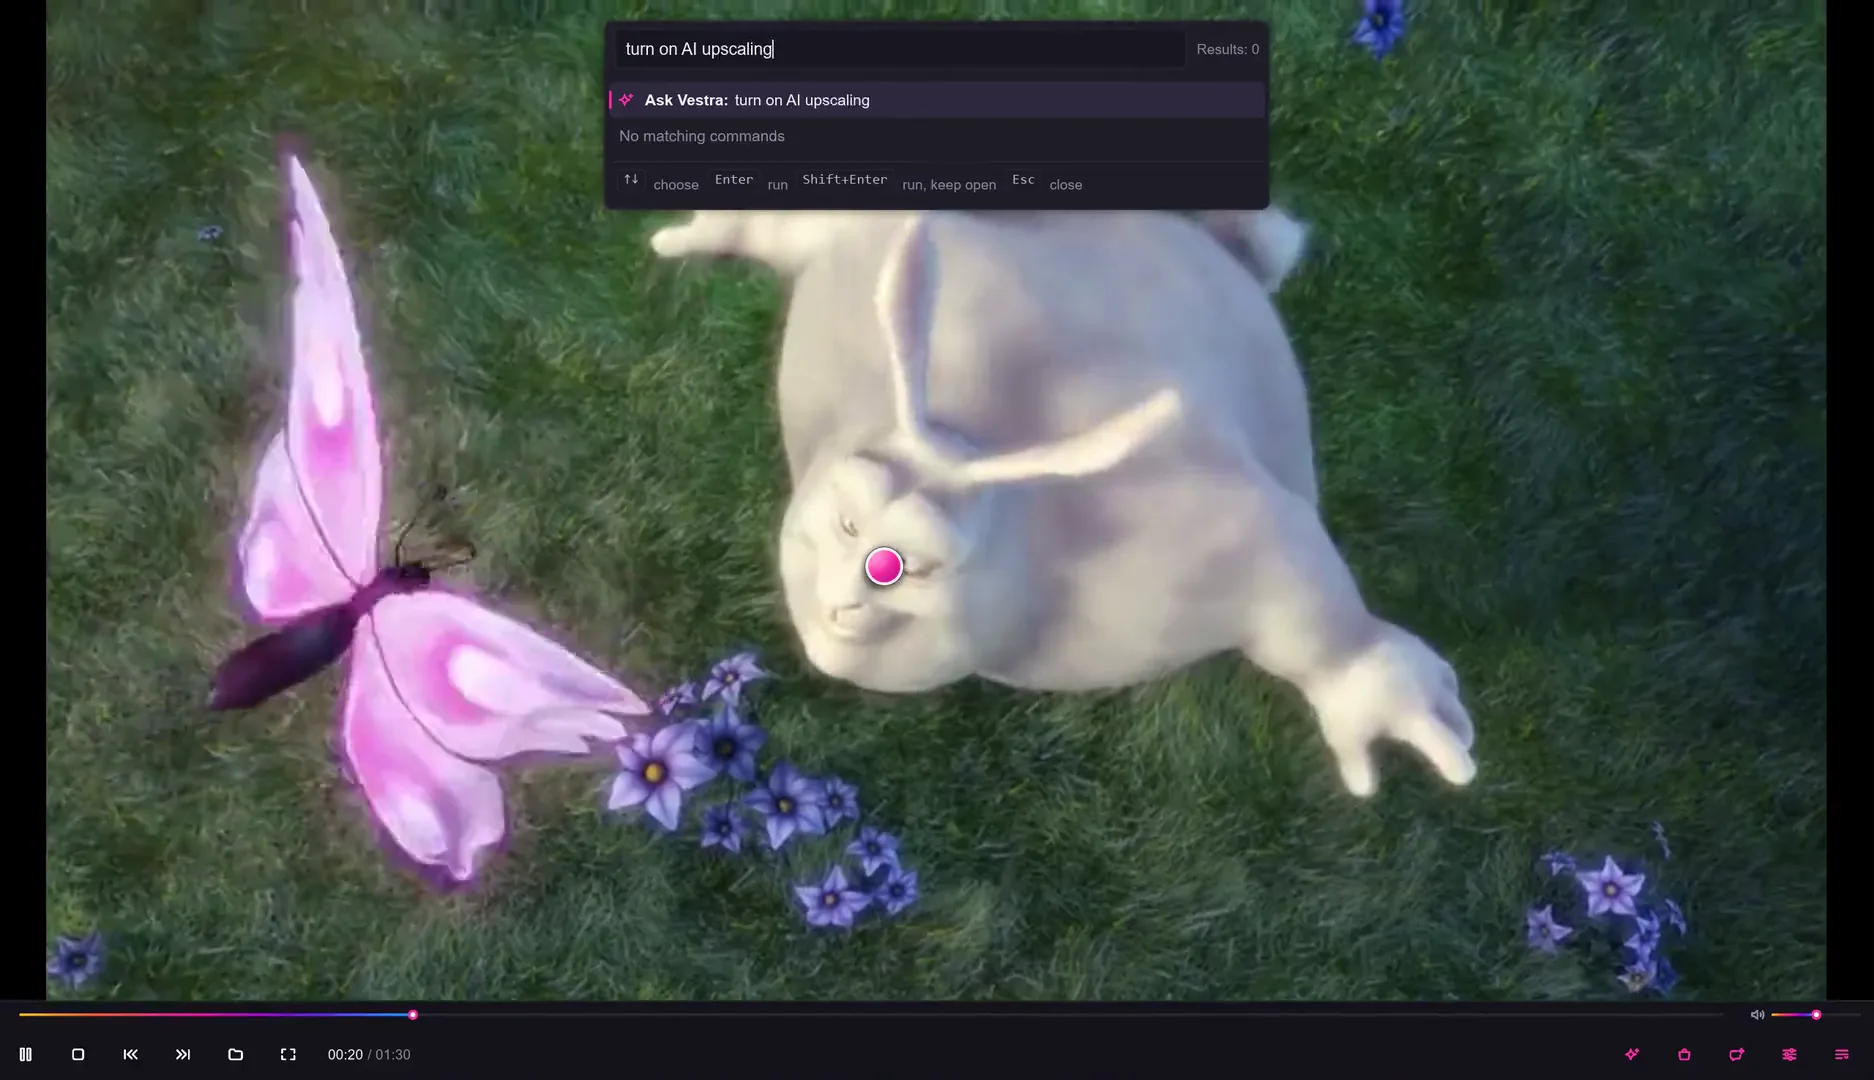 turn on AI upscaling
Results: 0
Ask Vestra: turn on AI upscaling
No matching commands
↑↓ choose Enter run Shift+Enter run, keep open Esc close
00:20 / 01:30